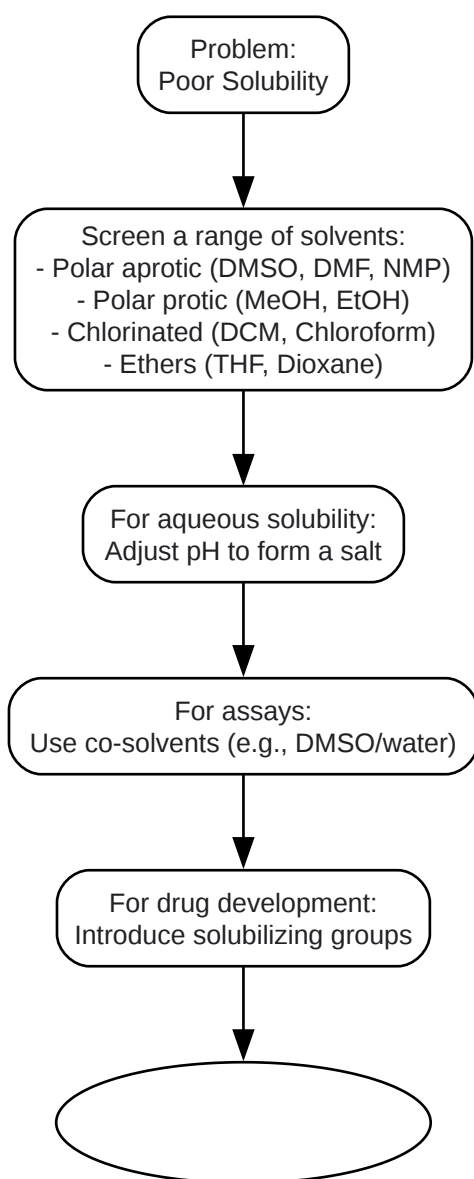 Problem:
Poor Solubility
Screen a range of solvents:
- Polar aprotic (DMSO, DMF, NMP)
- Polar protic (MeOH, EtOH)
- Chlorinated (DCM, Chloroform)
- Ethers (THF, Dioxane)
For aqueous solubility:
Adjust pH to form a salt
For assays:
Use co-solvents (e.g., DMSO/water)
For drug development:
Introduce solubilizing groups